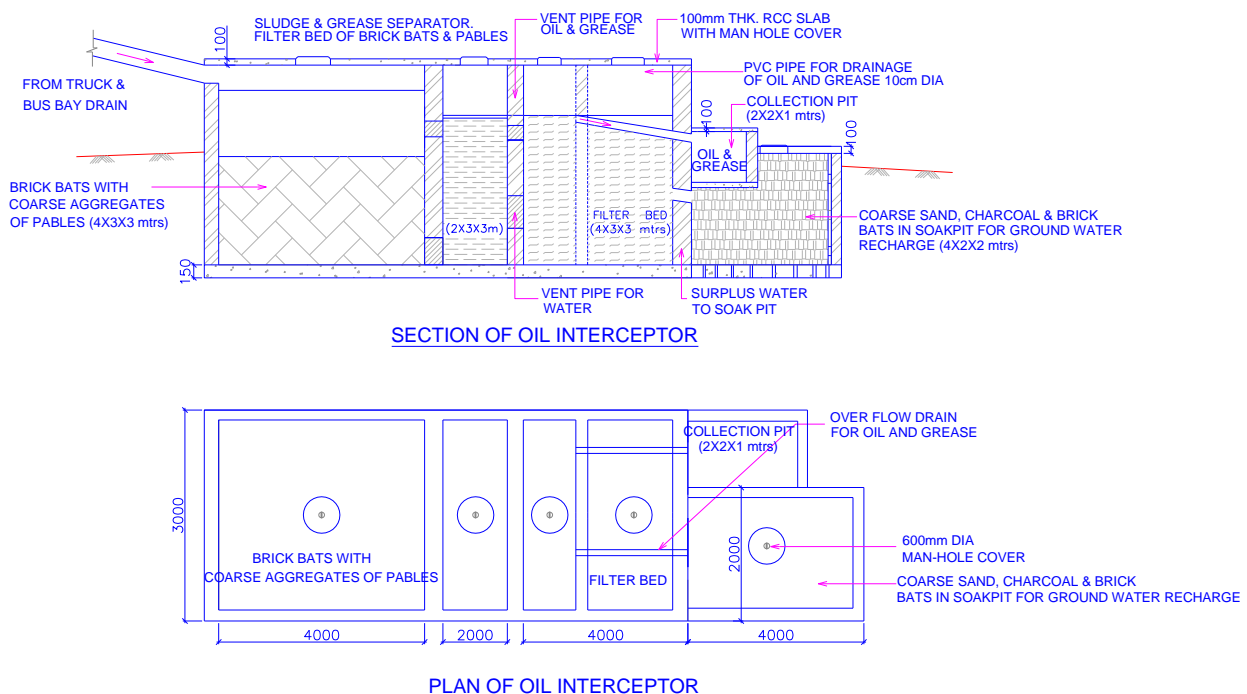 SLUDGE & GREASE SEPARATOR.
FILTER BED OF BRICK BATS & PABLES
VENT PIPE FOR
OIL & GREASE
100mm THK. RCC SLAB
WITH MAN HOLE COVER
100
FROM TRUCK &
BUS BAY DRAIN
PVC PIPE FOR DRAINAGE
OF OIL AND GREASE 10cm DIA
COLLECTION PIT
(2X2X1 mtrs)
100
100
OIL &
GREASE
BRICK BATS WITH
COARSE AGGREGATES
OF PABLES (4X3X3 mtrs)
(2X3X3m)
FILTER BED
(4X3X3 mtrs)
COARSE SAND, CHARCOAL & BRICK
BATS IN SOAKPIT FOR GROUND WATER
RECHARGE (4X2X2 mtrs)
150
VENT PIPE FOR
WATER
SURPLUS WATER
TO SOAK PIT
SECTION OF OIL INTERCEPTOR
OVER FLOW DRAIN
FOR OIL AND GREASE
COLLECTION PIT
(2X2X1 mtrs)
3000
2000
600mm DIA
MAN-HOLE COVER
BRICK BATS WITH
COARSE AGGREGATES OF PABLES
FILTER BED
COARSE SAND, CHARCOAL & BRICK
BATS IN SOAKPIT FOR GROUND WATER RECHARGE
4000
2000
4000
4000
PLAN OF OIL INTERCEPTOR